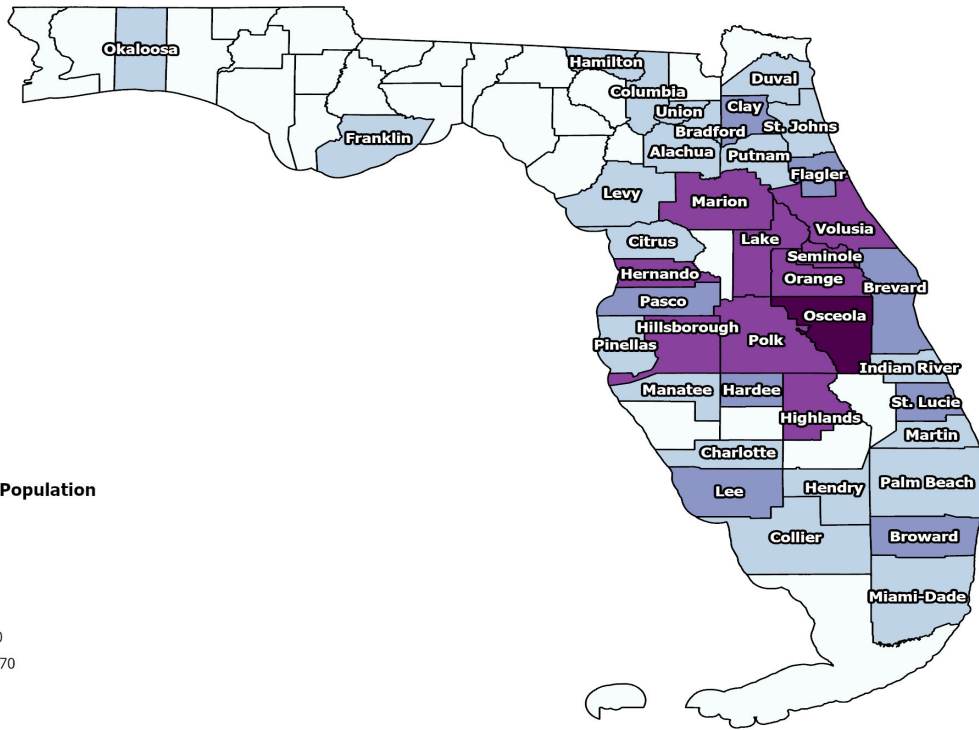 Okaloosa
Hamilton
Columbia
Duval
Union
Clay
Franklin
Bradford
St. Johns
Alachua
Putnam
Flagler
Levy
Marion
Volusia
Citrus
Lake
Seminole
Hernando
Orange
Brevard
Pasco
Osceola
Hillsborough
Pinellas
Polk
Indian River
Manatee
Hardee
St. Lucie
Highlands
Martin
Charlotte
Population
Lee
Hendry
Palm Beach
Collier
Broward
Miami-Dade
70